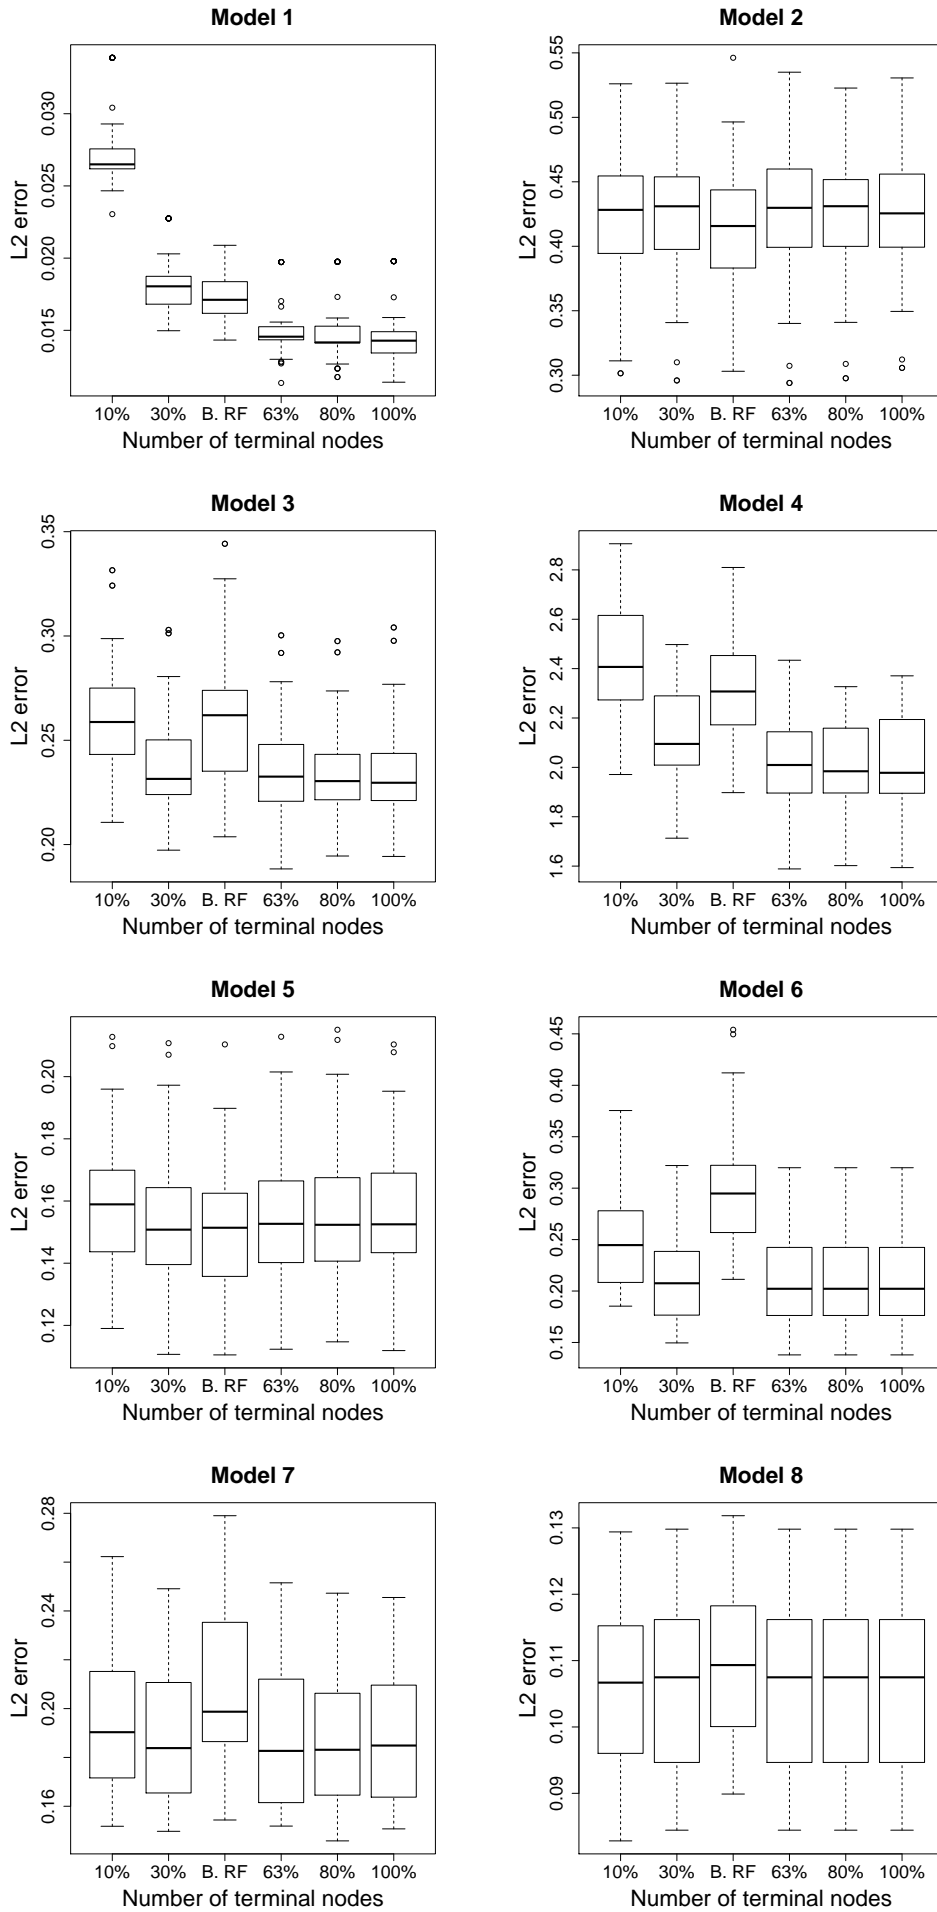 Model 1
L2 error
0.030
0.025
0.020
0.015
10% 30% B. RF 63% 80% 100%
Number of terminal nodes
Model 2
L2 error
0.55
0.50
0.45
0.40
0.35
0.30
10% 30% B. RF 63% 80% 100%
Number of terminal nodes
Model 3
L2 error
0.35
0.30
0.25
0.20
10% 30% B. RF 63% 80% 100%
Number of terminal nodes
Model 4
L2 error
2.8
2.6
2.4
2.2
2.0
1.8
1.6
10% 30% B. RF 63% 80% 100%
Number of terminal nodes
Model 5
L2 error
0.20
0.18
0.16
0.14
0.12
10% 30% B. RF 63% 80% 100%
Number of terminal nodes
Model 6
L2 error
0.45
0.40
0.35
0.30
0.25
0.20
0.15
10% 30% B. RF 63% 80% 100%
Number of terminal nodes
Model 7
L2 error
0.28
0.24
0.20
0.16
10% 30% B. RF 63% 80% 100%
Number of terminal nodes
Model 8
L2 error
0.13
0.12
0.11
0.10
0.09
10% 30% B. RF 63% 80% 100%
Number of terminal nodes